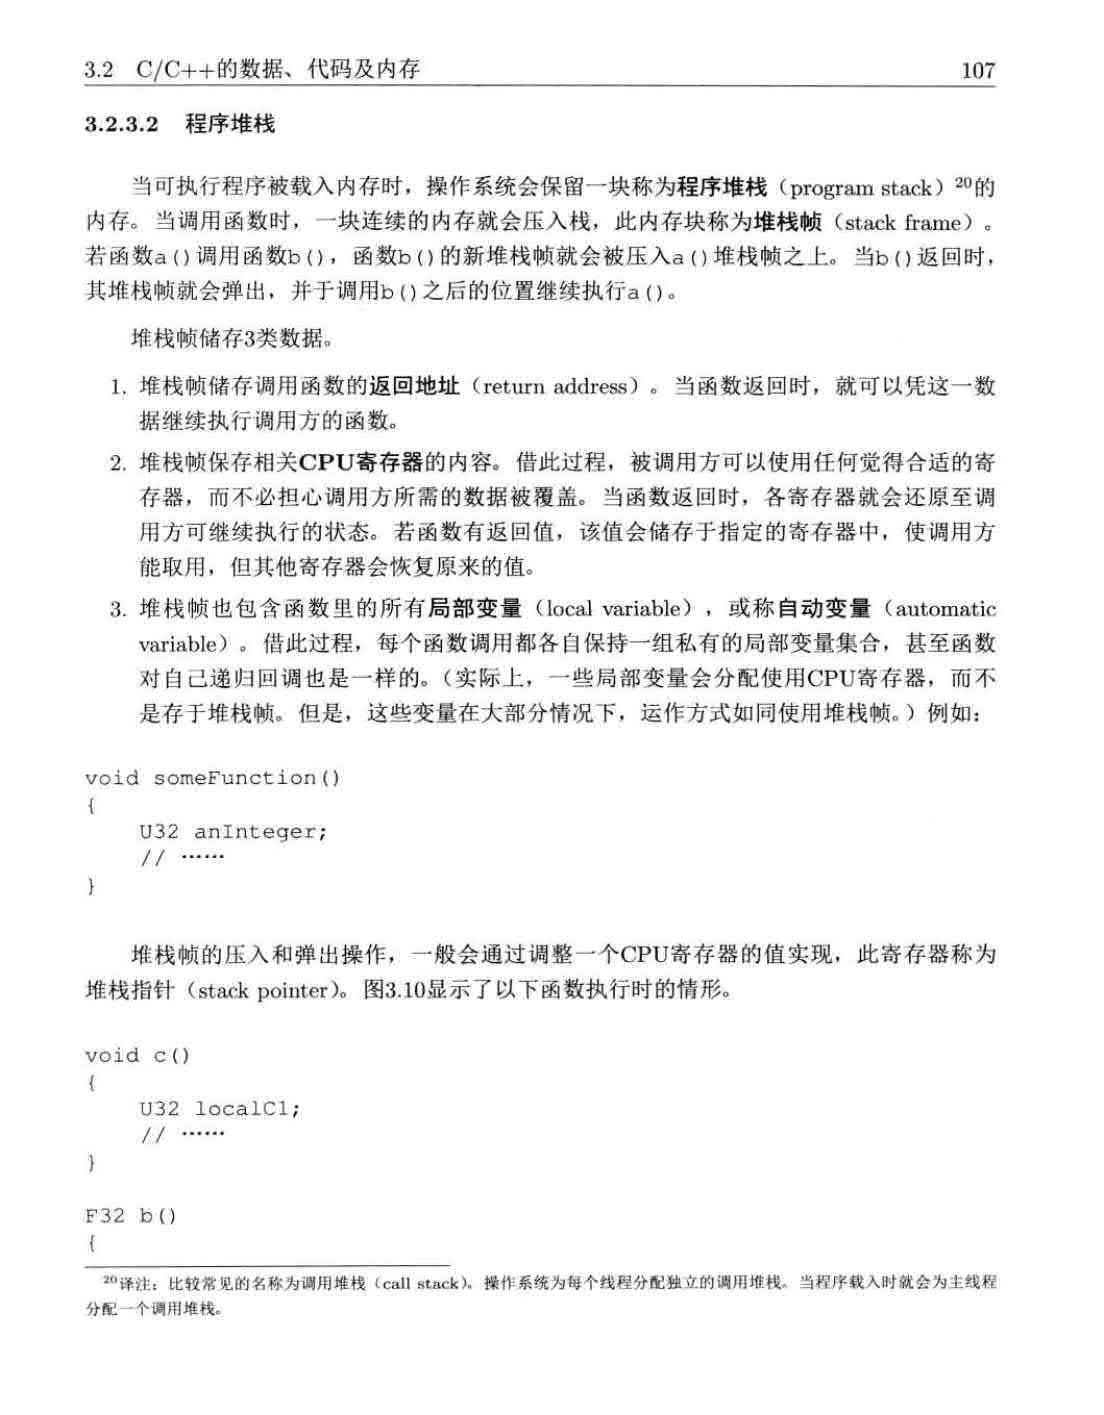 3.2 C/C++的数据、代码及内存 107
3.2.3.2 程序堆栈
当可执行程序被载入内存时，操作系统会保留一块称为程序堆栈（program stack）20的
内存。当调用函数时，一块连续的内存就会压入栈，此内存块称为堆栈帧（stack frame）。
若函数a()调用函数b()，函数b()的新堆栈帧就会被压入a()堆栈帧之上。当b()返回时，
其堆栈帧就会弹出，并于调用b()之后的位置继续执行a()。
堆栈帧储存3类数据。
1. 堆栈帧储存调用函数的返回地址（return address）。当函数返回时，就可以凭这一数
据继续执行调用方的函数。
2. 堆栈帧保存相关CPU寄存器的内容。借此过程，被调用方可以使用任何觉得合适的寄
存器，而不必担心调用方所需的数据被覆盖。当函数返回时，各寄存器就会还原至调
用方可继续执行的状态。若函数有返回值，该值会储存于指定的寄存器中，使调用方
能取用，但其他寄存器会恢复原来的值。
3. 堆栈帧也包含函数里的所有局部变量（local variable），或称自动变量（automatic
variable）。借此过程，每个函数调用都各自保持一组私有的局部变量集合，甚至函数
对自己递归回调也是一样的。（实际上，一些局部变量会分配使用CPU寄存器，而不
是存于堆栈帧。但是，这些变量在大部分情况下，运作方式如同使用堆栈帧。）例如：
void someFunction()
{
U32 anInteger;
// ……
}
堆栈帧的压入和弹出操作，一般会通过调整一个CPU寄存器的值实现，此寄存器称为
堆栈指针（stack pointer）。图3.10显示了以下函数执行时的情形。
void c()
{
U32 localC1;
// ……
}
F32 b()
{
20译注：比较常见的名称为调用堆栈（call stack）。操作系统为每个线程分配独立的调用堆栈。当程序载入时就会为主线程
分配一个调用堆栈。